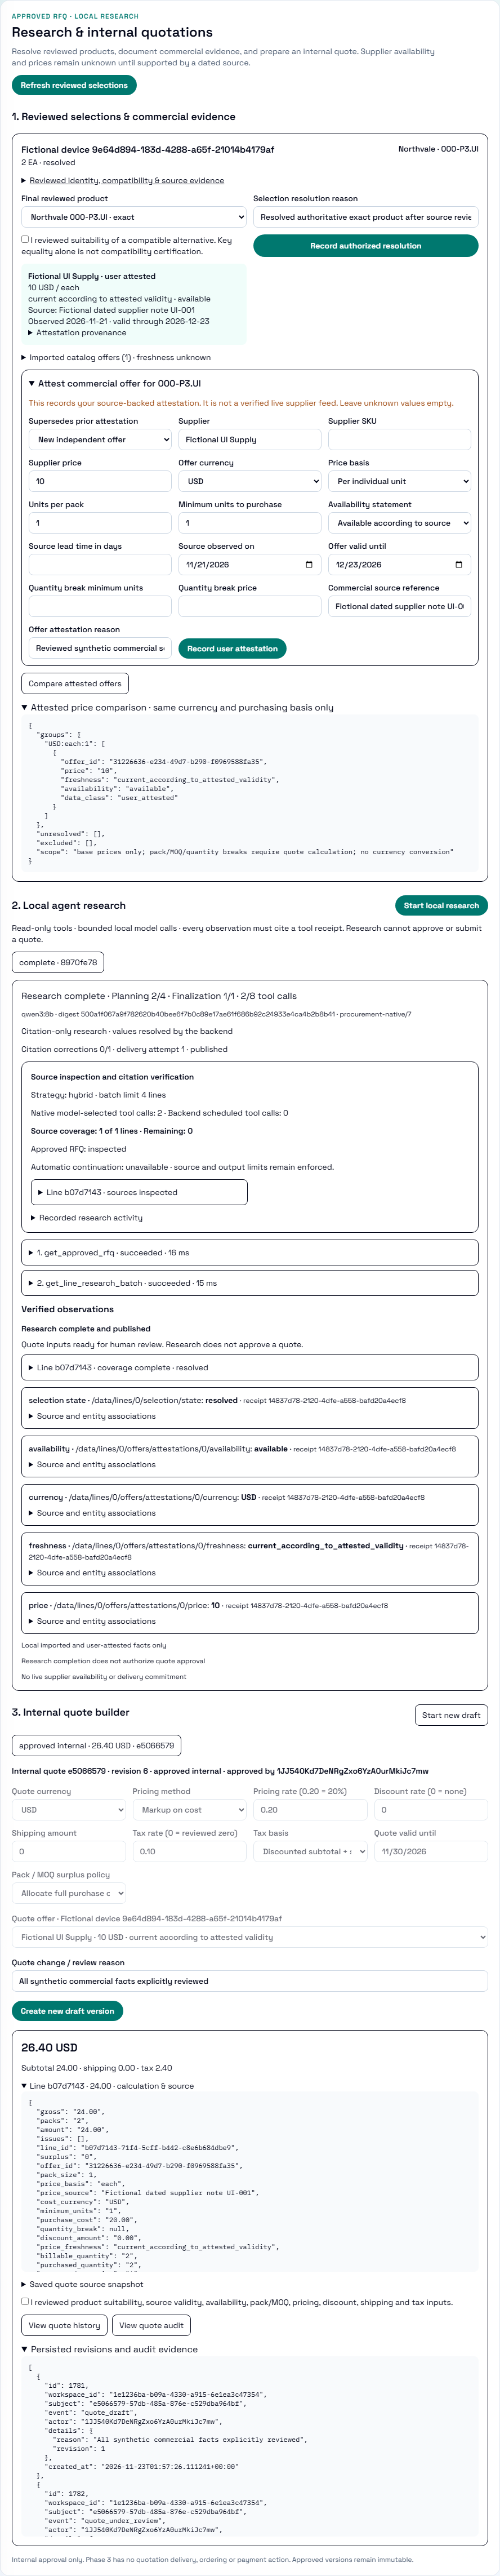 APPROVED RFQ · LOCAL RESEARCH
Research & internal quotations
Resolve reviewed products, document commercial evidence, and prepare an internal quote. Supplier availability
and prices remain unknown until supported by a dated source.
Refresh reviewed selections
1. Reviewed selections & commercial evidence
Fictional device 9e64d894-183d-4288-a65f-21014b4179af
Northvale · 000-P3.UI
2 EA · resolved
▶ Reviewed identity, compatibility & source evidence
Final reviewed product
Selection resolution reason
Northvale 000-P3.UI · exact
Resolved authoritative exact product after source revie
I reviewed suitability of a compatible alternative. Key
equality alone is not compatibility certification.
Record authorized resolution
Fictional UI Supply · user attested
10 USD / each
current according to attested validity · available
Source: Fictional dated supplier note UI-001
Observed 2026-11-21 · valid through 2026-12-23
▶ Attestation provenance
▶ Imported catalog offers (1) · freshness unknown
▼ Attest commercial offer for 000-P3.UI
This records your source-backed attestation. It is not a verified live supplier feed. Leave unknown values empty.
Supersedes prior attestation
Supplier
Supplier SKU
New independent offer
Fictional UI Supply
Supplier price
Offer currency
Price basis
10
USD
Per individual unit
Units per pack
Minimum units to purchase
Availability statement
1
1
Available according to source
Source lead time in days
Source observed on
Offer valid until
11/21/2026
12/23/2026
Quantity break minimum units
Quantity break price
Commercial source reference
Fictional dated supplier note UI-0
Offer attestation reason
Reviewed synthetic commercial s
Record user attestation
Compare attested offers
▼ Attested price comparison · same currency and purchasing basis only
{
"groups": {
"USD:each:1": [
{
"offer_id": "31226636-e234-49d7-b290-f0969588fa35",
"price": "10",
"freshness": "current_according_to_attested_validity",
"availability": "available",
"data_class": "user_attested"
}
]
},
"unresolved": [],
"excluded": [],
"scope": "base prices only; pack/MOQ/quantity breaks require quote calculation; no currency conversion"
}
2. Local agent research
Start local research
Read-only tools · bounded local model calls · every observation must cite a tool receipt. Research cannot approve or submit
a quote.
complete · 8970fe78
Research complete · Planning 2/4 · Finalization 1/1 · 2/8 tool calls
qwen3:8b · digest 500a1f067a9f782620b40bee6f7b0c89e17ae61f686b92c24933e4ca4b2b8b41 · procurement-native/7
Citation-only research · values resolved by the backend
Citation corrections 0/1 · delivery attempt 1 · published
Source inspection and citation verification
Strategy: hybrid · batch limit 4 lines
Native model-selected tool calls: 2 · Backend scheduled tool calls: 0
Source coverage: 1 of 1 lines · Remaining: 0
Approved RFQ: inspected
Automatic continuation: unavailable · source and output limits remain enforced.
▶ Line b07d7143 · sources inspected
▶ Recorded research activity
▶ 1. get_approved_rfq · succeeded · 16 ms
▶ 2. get_line_research_batch · succeeded · 15 ms
Verified observations
Research complete and published
Quote inputs ready for human review. Research does not approve a quote.
▶ Line b07d7143 · coverage complete · resolved
selection state · /data/lines/0/selection/state: resolved · receipt 14837d78-2120-4dfe-a558-bafd20a4ecf8
▶ Source and entity associations
availability · /data/lines/0/offers/attestations/0/availability: available · receipt 14837d78-2120-4dfe-a558-bafd20a4ecf8
▶ Source and entity associations
currency · /data/lines/0/offers/attestations/0/currency: USD · receipt 14837d78-2120-4dfe-a558-bafd20a4ecf8
▶ Source and entity associations
freshness · /data/lines/0/offers/attestations/0/freshness: current_according_to_attested_validity · receipt 14837d78-
2120-4dfe-a558-bafd20a4ecf8
▶ Source and entity associations
price · /data/lines/0/offers/attestations/0/price: 10 · receipt 14837d78-2120-4dfe-a558-bafd20a4ecf8
▶ Source and entity associations
Local imported and user-attested facts only
Research completion does not authorize quote approval
No live supplier availability or delivery commitment
3. Internal quote builder
Start new draft
approved internal · 26.40 USD · e5066579
Internal quote e5066579 · revision 6 · approved internal · approved by 1JJ540Kd7DeNRgZxo6YzA0urMkiJc7mw
Quote currency
Pricing method
Pricing rate (0.20 = 20%)
Discount rate (0 = none)
USD
Markup on cost
0.20
0
Shipping amount
Tax rate (0 = reviewed zero)
Tax basis
Quote valid until
0
0.10
Discounted subtotal + s
11/30/2026
Pack / MOQ surplus policy
Allocate full purchase c
Quote offer · Fictional device 9e64d894-183d-4288-a65f-21014b4179af
Fictional UI Supply · 10 USD · current according to attested validity
Quote change / review reason
All synthetic commercial facts explicitly reviewed
Create new draft version
26.40 USD
Subtotal 24.00 · shipping 0.00 · tax 2.40
▼ Line b07d7143 · 24.00 · calculation & source
{
"gross": "24.00",
"packs": "2",
"amount": "24.00",
"issues": [],
"line_id": "b07d7143-71f4-5cff-b442-c8e6b684dbe9",
"surplus": "0",
"offer_id": "31226636-e234-49d7-b290-f0969588fa35",
"pack_size": 1,
"price_basis": "each",
"price_source": "Fictional dated supplier note UI-001",
"cost_currency": "USD",
"minimum_units": "1",
"purchase_cost": "20.00",
"quantity_break": null,
"discount_amount": "0.00",
"price_freshness": "current_according_to_attested_validity",
"billable_quantity": "2",
"purchased_quantity": "2",
▶ Saved quote source snapshot
I reviewed product suitability, source validity, availability, pack/MOQ, pricing, discount, shipping and tax inputs.
View quote history
View quote audit
▼ Persisted revisions and audit evidence
[
{
"id": 1781,
"workspace_id": "1e1236ba-b09a-4330-a915-6e1ea3c47354",
"subject": "e5066579-57db-485a-876e-c529dba964bf",
"event": "quote_draft",
"actor": "1JJ540Kd7DeNRgZxo6YzA0urMkiJc7mw",
"details": {
"reason": "All synthetic commercial facts explicitly reviewed",
"revision": 1
},
"created_at": "2026-11-23T01:57:26.111241+00:00"
},
{
"id": 1782,
"workspace_id": "1e1236ba-b09a-4330-a915-6e1ea3c47354",
"subject": "e5066579-57db-485a-876e-c529dba964bf",
"event": "quote_under_review",
"actor": "1JJ540Kd7DeNRgZxo6YzA0urMkiJc7mw",
Internal approval only. Phase 3 has no quotation delivery, ordering or payment action. Approved versions remain immutable.